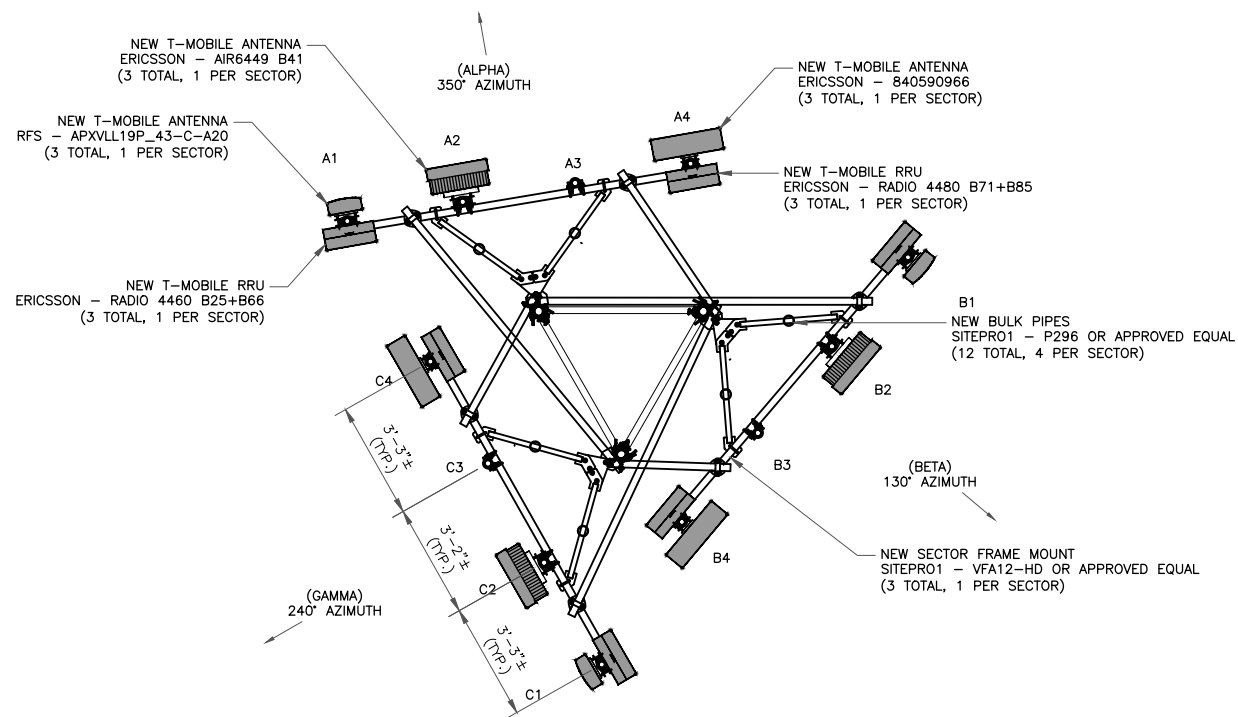 NEW T-MOBILE ANTENNA
ERICSSON - AIR6449 B41
(3 TOTAL, 1 PER SECTOR)
(ALPHA)
350° AZIMUTH
NEW T-MOBILE ANTENNA
ERICSSON - 840590966
(3 TOTAL, 1 PER SECTOR)
NEW T-MOBILE ANTENNA
RFS - APXVLL19P_43-C-A20
(3 TOTAL, 1 PER SECTOR)
A1
A2
A3
A4
NEW T-MOBILE RRU
ERICSSON - RADIO 4480 B71+B85
(3 TOTAL, 1 PER SECTOR)
NEW T-MOBILE RRU
ERICSSON - RADIO 4460 B25+B66
(3 TOTAL, 1 PER SECTOR)
B1
NEW BULK PIPES
SITEPRO1 - P296 OR APPROVED EQUAL
(12 TOTAL, 4 PER SECTOR)
B2
B3
B4
(BETA)
130° AZIMUTH
NEW SECTOR FRAME MOUNT
SITEPRO1 - VFA12-HD OR APPROVED EQUAL
(3 TOTAL, 1 PER SECTOR)
C4
3'-3"±
(TYP.)
C3
3'-2"±
(TYP.)
C2
(GAMMA)
240° AZIMUTH
3'-3"±
(TYP.)
C1